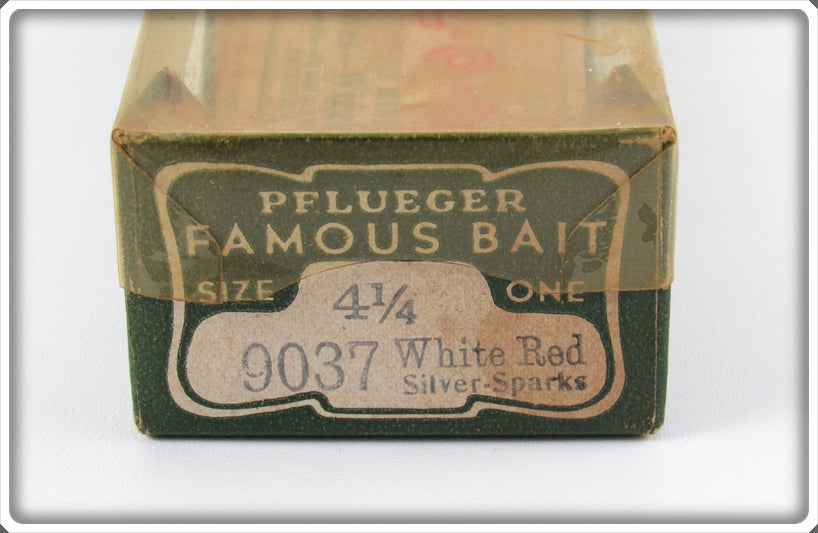 PFLUEGER
FAMOUS BAIT
SIZE 4¼ ONE
9037 White Red
Silver-Sparks